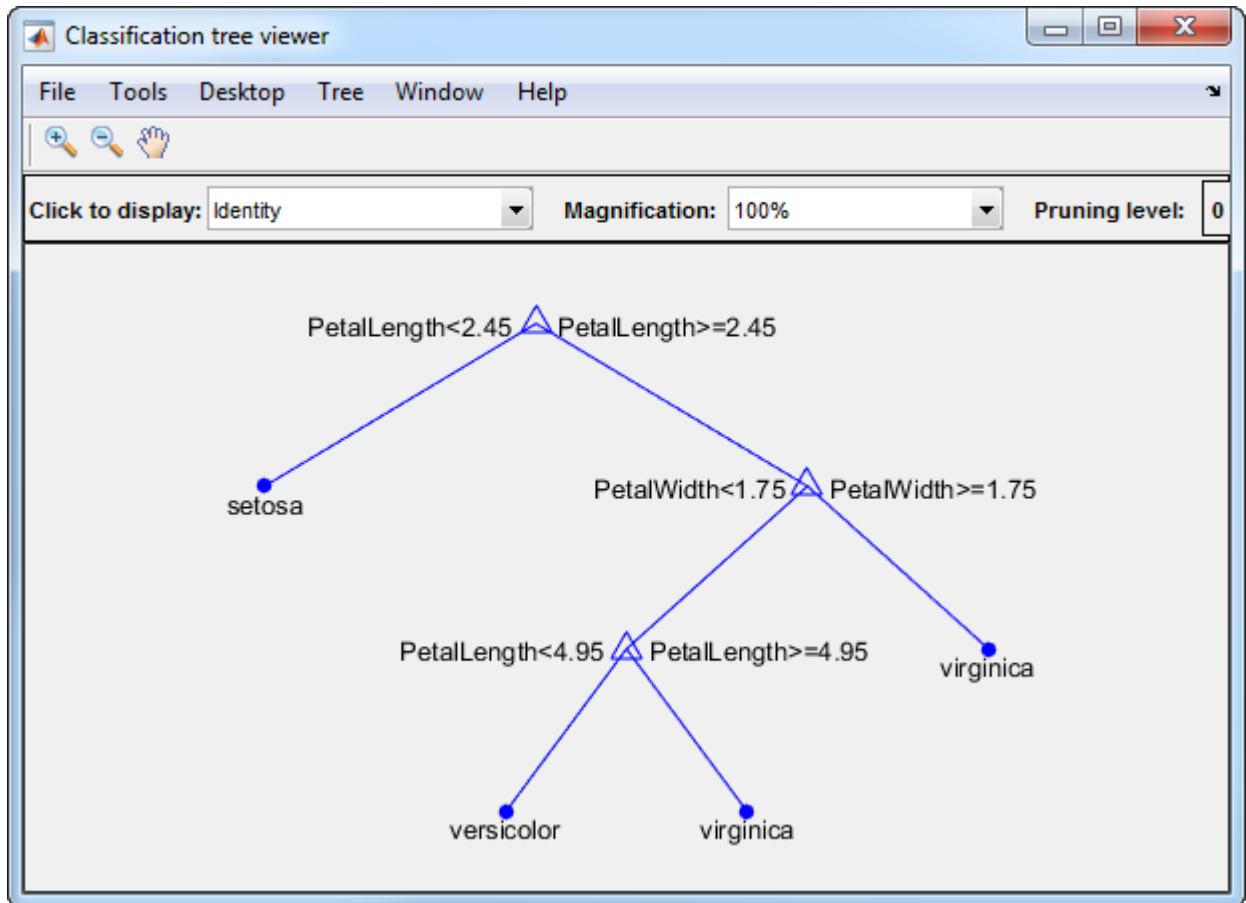 Classification tree viewer
File Tools Desktop Tree Window Help
Click to display: Identity Magnification: 100% Pruning level: 0
PetalLength<2.45 PetalLength>=2.45
setosa
PetalWidth<1.75 PetalWidth>=1.75
PetalLength<4.95 PetalLength>=4.95
virginica
versicolor
virginica